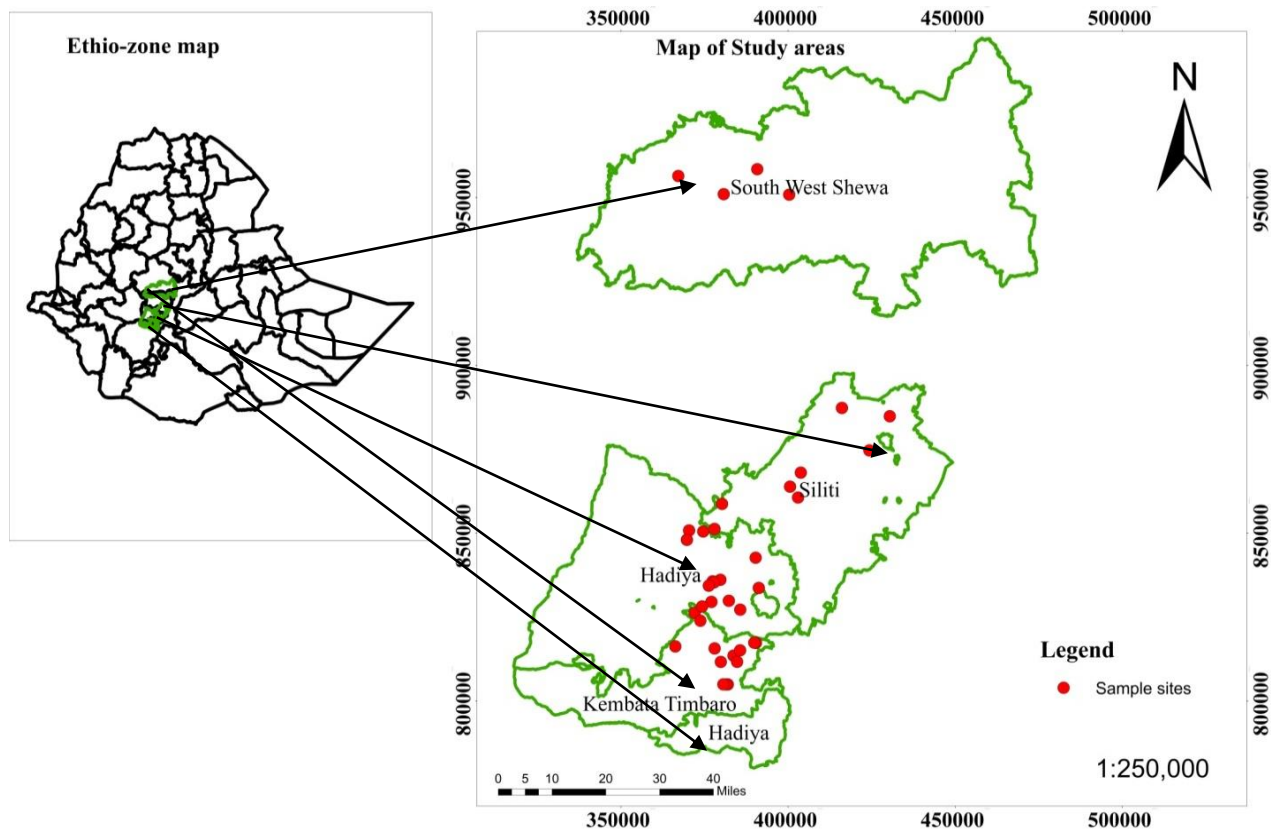 350000 400000 450000 500000
Ethio-zone map
Map of Study areas
N
South West Shewa
950000 950000
900000 900000
Siliti
850000 850000
Hadiya
Legend
Sample sites
Kembata Timbaro
800000 800000
Hadiya
1:250,000
0 5 10 20 30 40
Miles
350000 400000 450000 500000